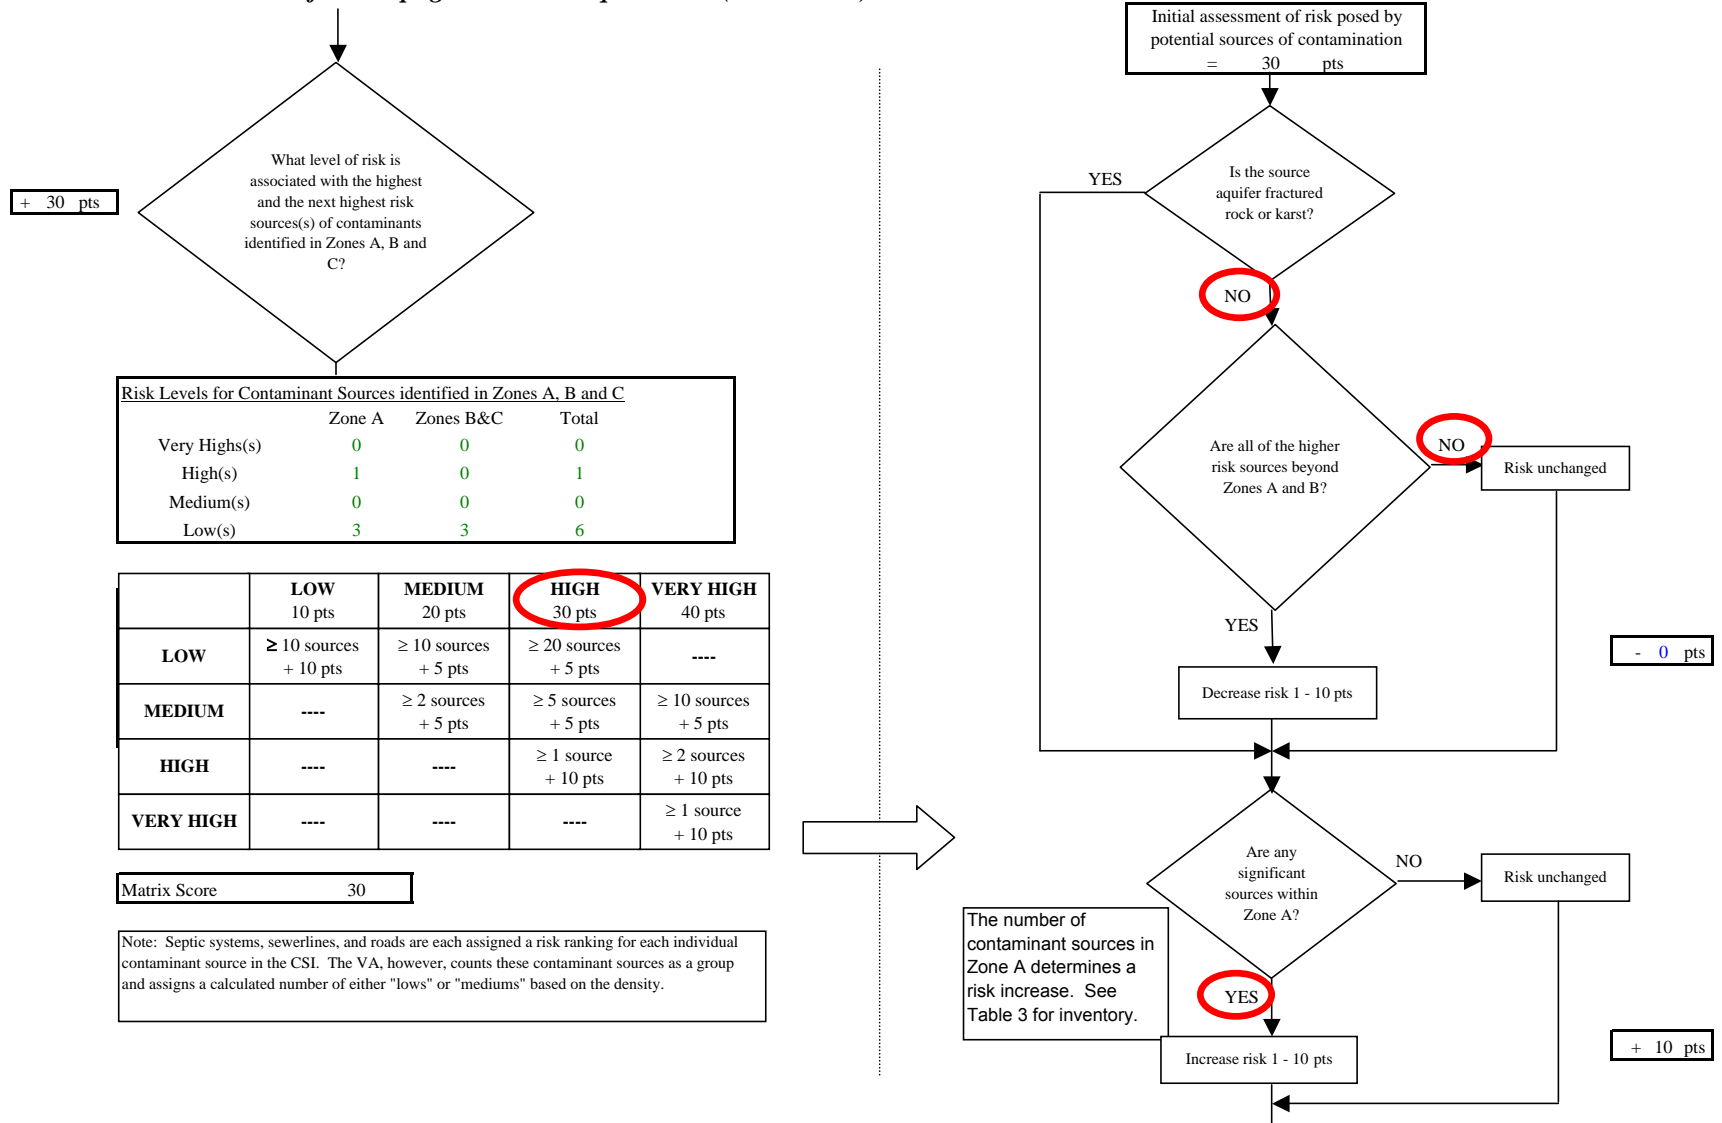 What level of risk is
associated with the highest
and the next highest risk
sources(s) of contaminants
identified in Zones A, B and
C?
+ 30 pts
Risk Levels for Contaminant Sources identified in Zones A, B and C
Zone A Zones B&C Total
Very Highs(s) 0 0 0
High(s) 1 0 1
Medium(s) 0 0 0
Low(s) 3 3 6
LOW MEDIUM HIGH VERY HIGH
10 pts 20 pts 30 pts 40 pts
LOW ≥ 10 sources + 10 pts ≥ 10 sources + 5 pts ≥ 20 sources + 5 pts ----
MEDIUM ---- ≥ 2 sources + 5 pts ≥ 5 sources + 5 pts ≥ 10 sources + 5 pts
HIGH ---- ---- ≥ 1 source + 10 pts ≥ 2 sources + 10 pts
VERY HIGH ---- ---- ---- ≥ 1 source + 10 pts
Matrix Score 30
Note: Septic systems, sewerlines, and roads are each assigned a risk ranking for each individual
contaminant source in the CSI. The VA, however, counts these contaminant sources as a group
and assigns a calculated number of either "lows" or "mediums" based on the density.
Initial assessment of risk posed by
potential sources of contamination
= 30 pts
Is the source
aquifer fractured
rock or karst?
YES
NO
Are all of the higher
risk sources beyond
Zones A and B?
NO
Risk unchanged
YES
Decrease risk 1 - 10 pts
- 0 pts
Are any
significant
sources within
Zone A?
NO
Risk unchanged
The number of
contaminant sources in
Zone A determines a
risk increase. See
Table 3 for inventory.
YES
Increase risk 1 - 10 pts
+ 10 pts